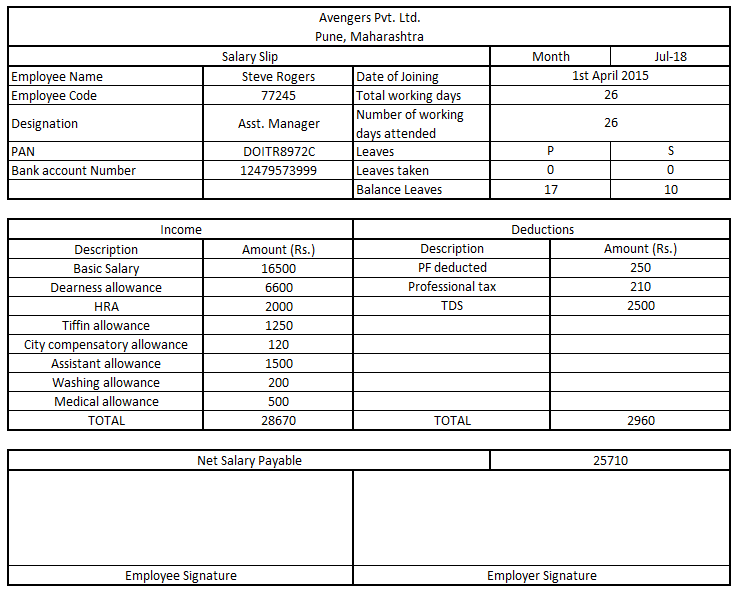 Avengers Pvt. Ltd.
Pune, Maharashtra
Salary Slip Month Jul-18
Employee Name Steve Rogers Date of Joining 1st April 2015
Employee Code 77245 Total working days 26
Designation Asst. Manager Number of working days attended 26
PAN DOITR8972C Leaves P S
Bank account Number 12479573999 Leaves taken 0 0
Balance Leaves 17 10
Income Deductions
Description Amount (Rs.) Description Amount (Rs.)
Basic Salary 16500 PF deducted 250
Dearness allowance 6600 Professional tax 210
HRA 2000 TDS 2500
Tiffin allowance 1250
City compensatory allowance 120
Assistant allowance 1500
Washing allowance 200
Medical allowance 500
TOTAL 28670 TOTAL 2960
Net Salary Payable 25710
Employee Signature Employer Signature